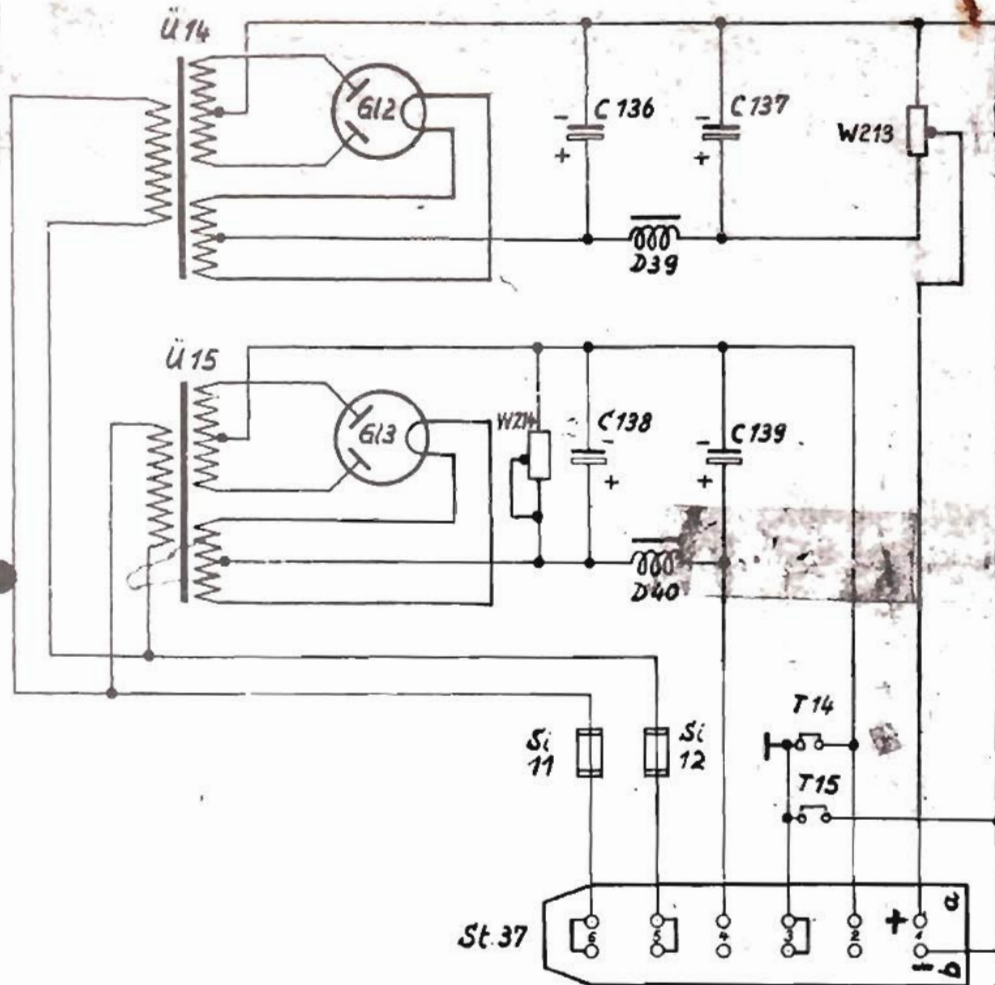 Ü14
Gl2
- C136
+
- C137
+
W213
D39
Ü15
Gl3
W214
C138
-
+
- C139
+
D40
T14
Si
11
Si
12
T15
St.37
6 5 4 3 2 + 1 a
- b